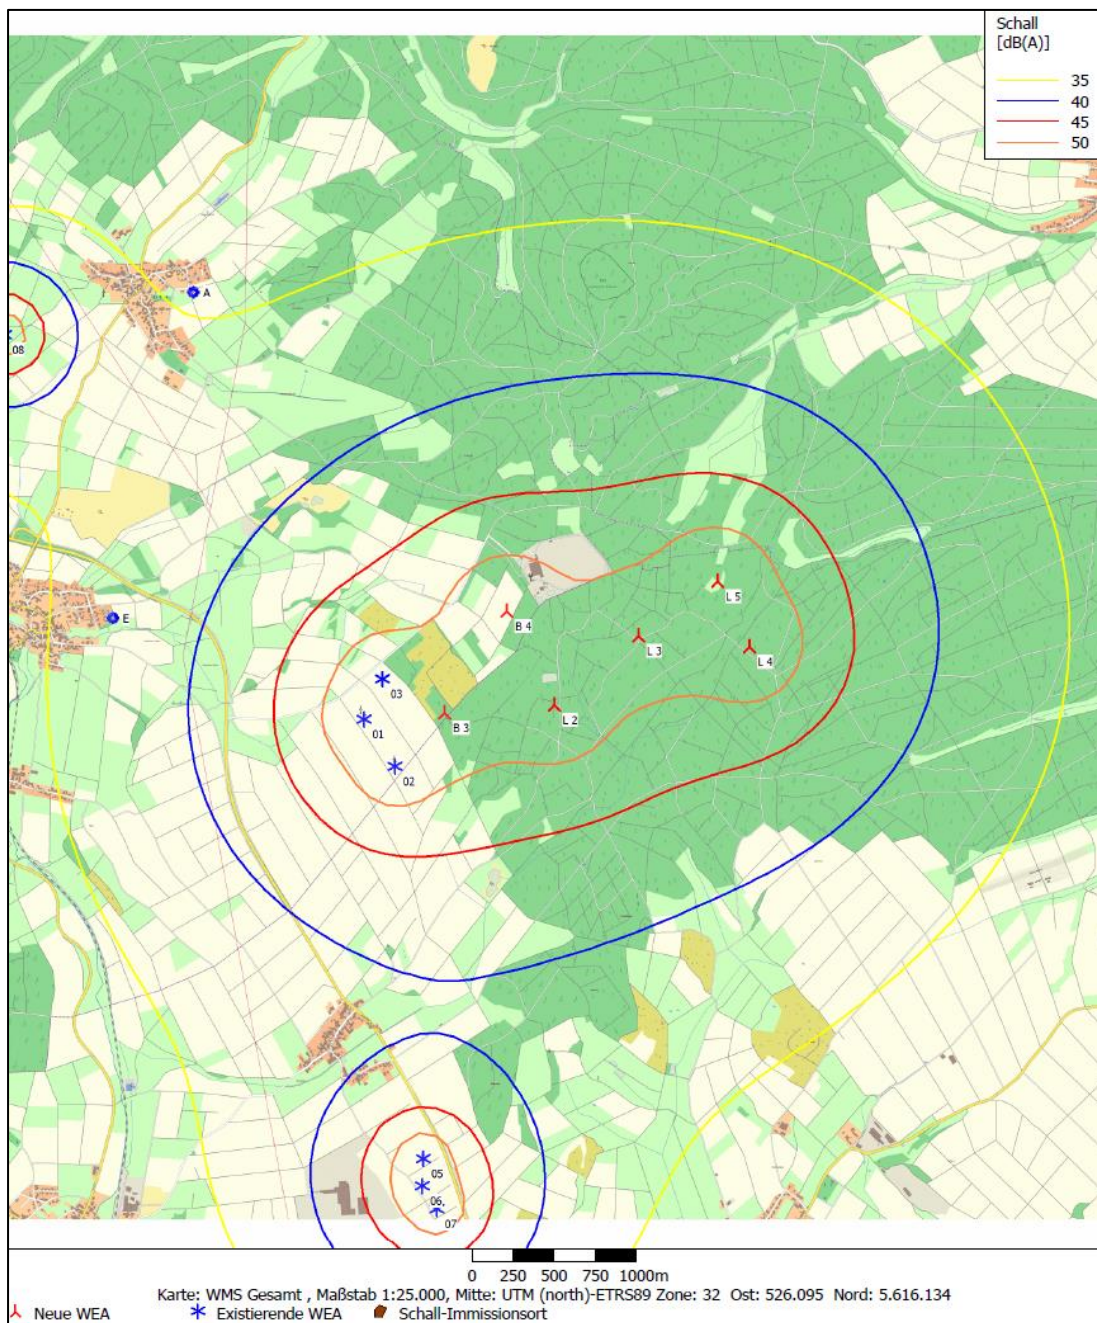 Schall
[dB(A)]
35
40
45
50
A
08
E
B 4
L 5
L 3
L 4
03
B 3
L 2
01
02
05
06
07
0 250 500 750 1000m
Karte: WMS Gesamt , Maßstab 1:25.000, Mitte: UTM (north)-ETRS89 Zone: 32 Ost: 526.095 Nord: 5.616.134
Neue WEA Existierende WEA Schall-Immissionsort